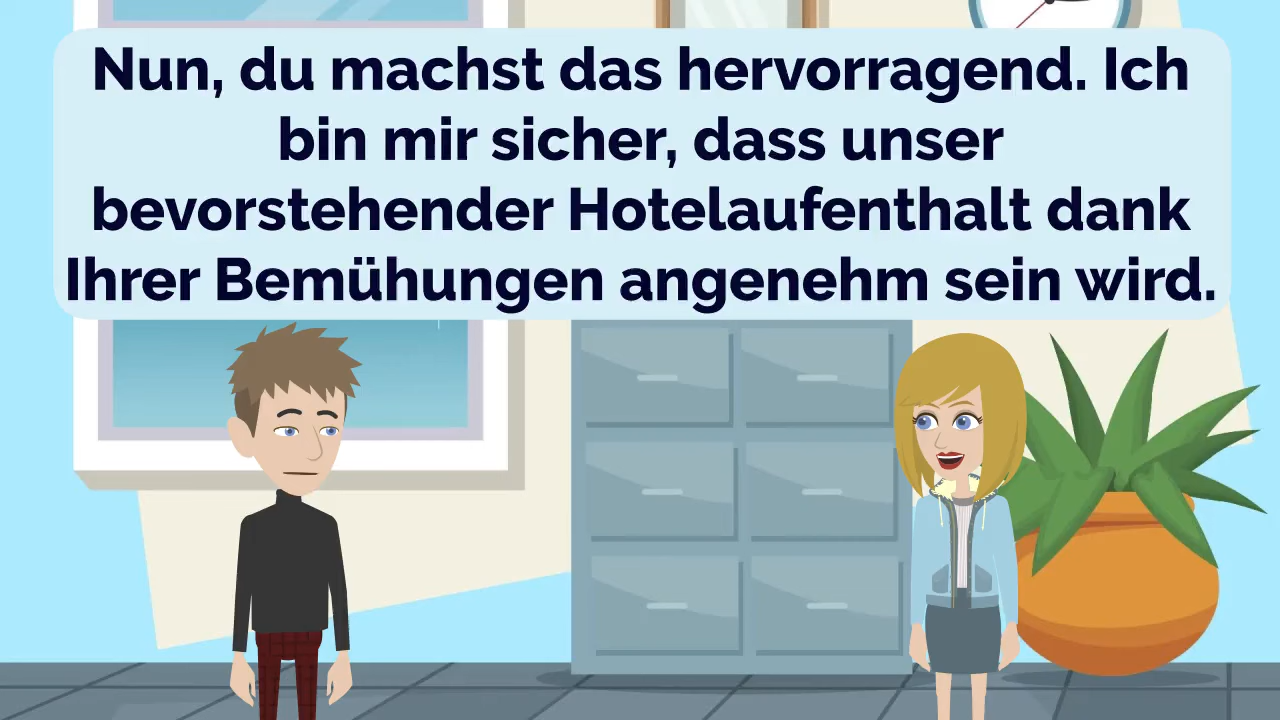 Nun, du machst das hervorragend. Ich
bin mir sicher, dass unser
bevorstehender Hotelaufenthalt dank
Ihrer Bemühungen angenehm sein wird.